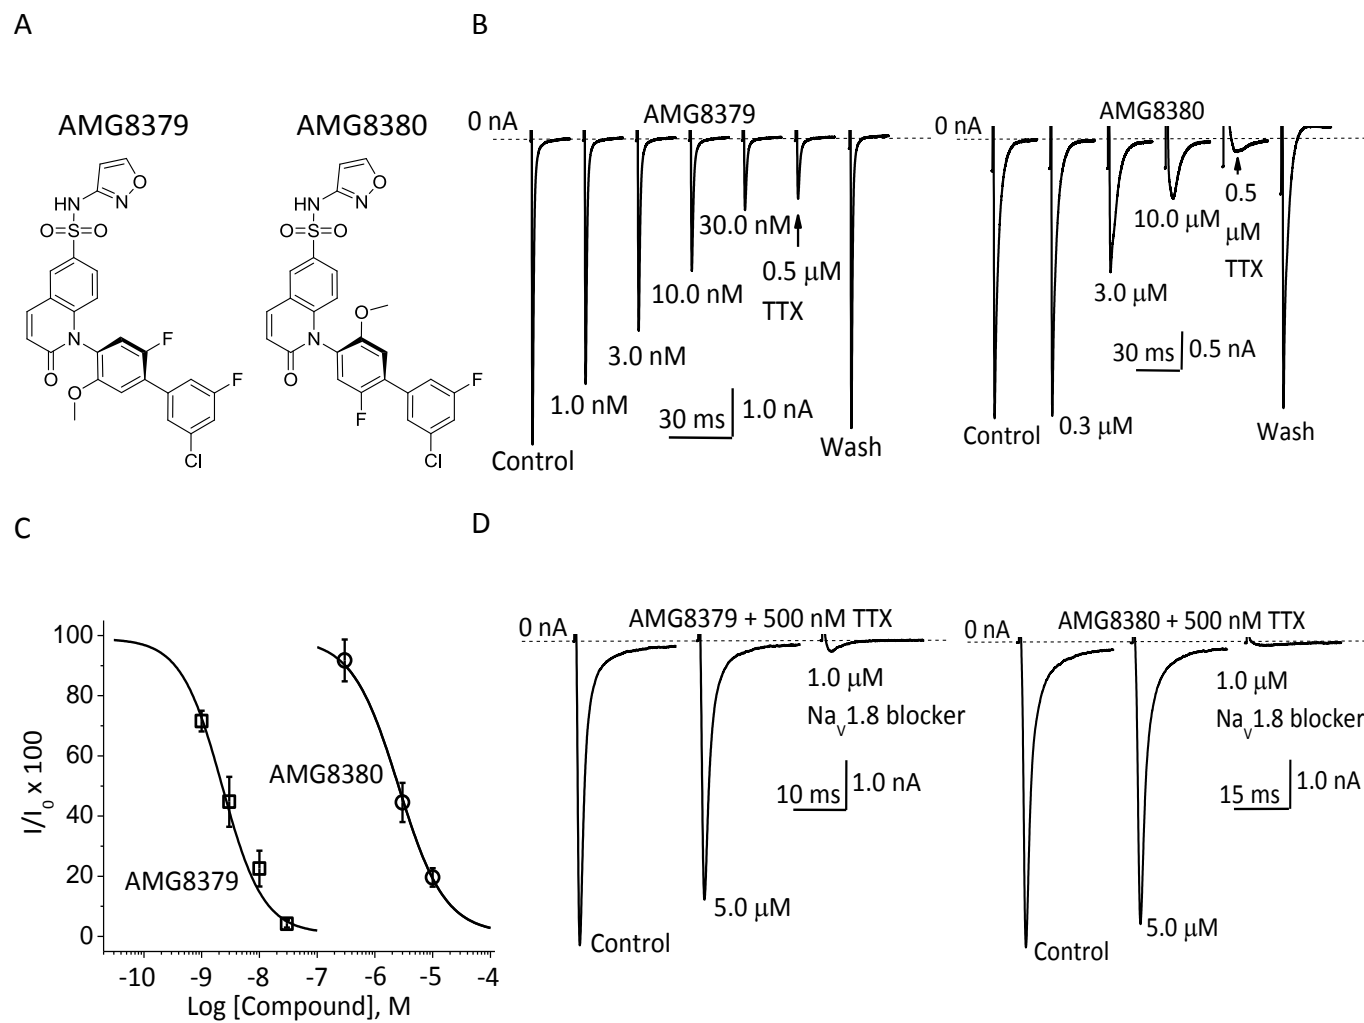 A
AMG8379
AMG8380
HN
O
N
O=S=O
N
O
F
O
F
Cl
HN
O
N
O=S=O
O
N
O
F
F
Cl
B
0 nA
AMG8379
Control
1.0 nM
3.0 nM
10.0 nM
30.0 nM
0.5 μM
TTX
Wash
30 ms
1.0 nA
0 nA
AMG8380
Control
0.3 μM
3.0 μM
10.0 μM
0.5
μM
TTX
Wash
30 ms
0.5 nA
C
I/I0 x 100
100
80
60
40
20
0
AMG8380
AMG8379
-10 -9 -8 -7 -6 -5 -4
Log [Compound], M
D
AMG8379 + 500 nM TTX
0 nA
Control
5.0 μM
1.0 μM
NaV1.8 blocker
10 ms
1.0 nA
AMG8380 + 500 nM TTX
0 nA
Control
5.0 μM
1.0 μM
NaV1.8 blocker
15 ms
1.0 nA